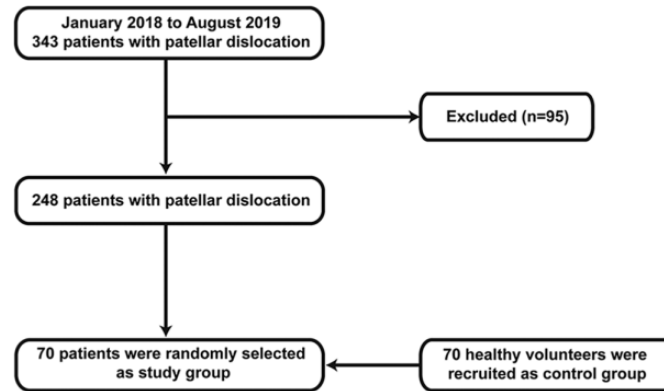 January 2018 to August 2019
343 patients with patellar dislocation
Excluded (n=95)
248 patients with patellar dislocation
70 patients were randomly selected
as study group
70 healthy volunteers were
recruited as control group